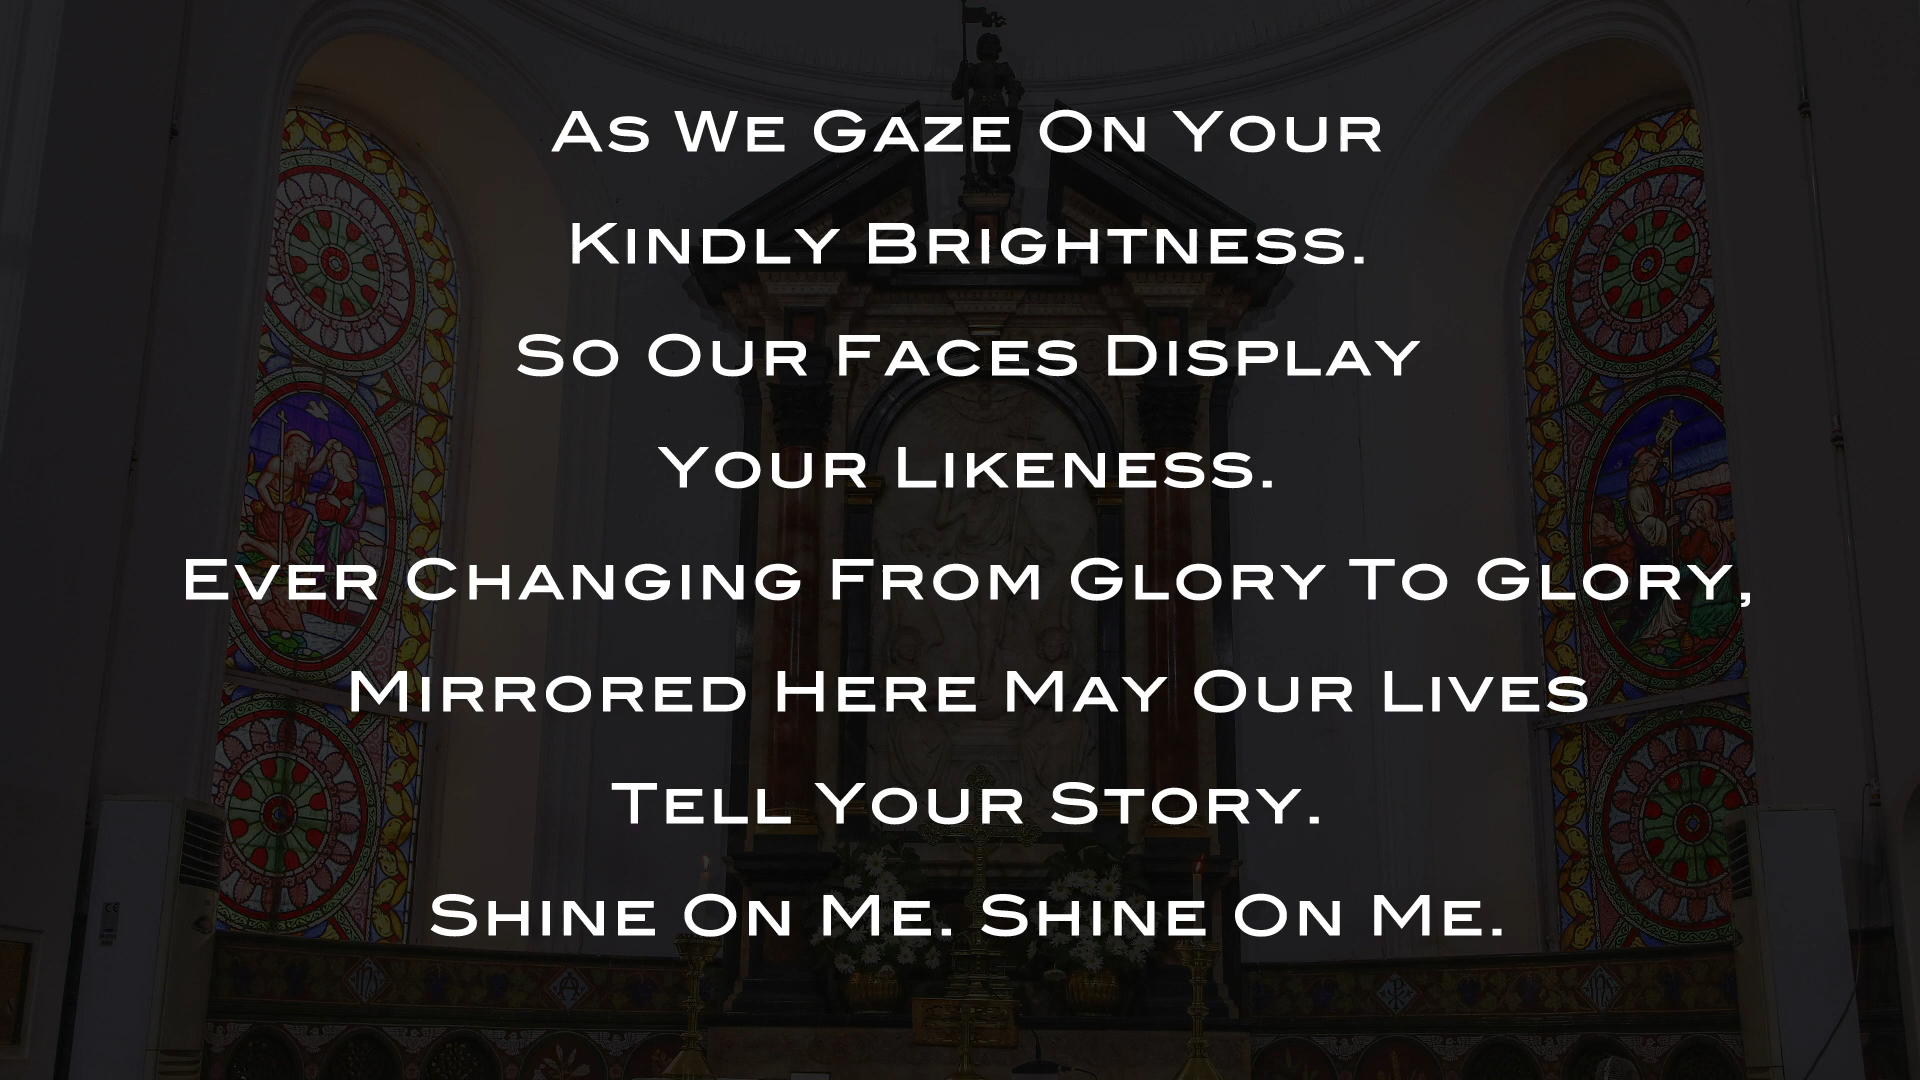 As We Gaze On Your
Kindly Brightness.
So Our Faces Display
Your Likeness.
Ever Changing From Glory To Glory,
Mirrored Here May Our Lives
Tell Your Story.
Shine On Me. Shine On Me.